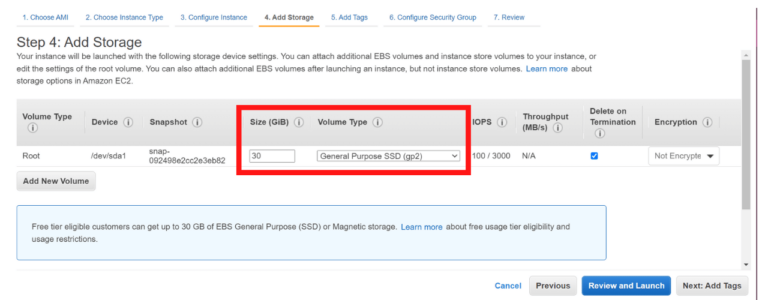 1. Choose AMI 2. Choose Instance Type 3. Configure Instance 4. Add Storage 5. Add Tags 6. Configure Security Group 7. Review
Step 4: Add Storage
Your instance will be launched with the following storage device settings. You can attach additional EBS volumes and instance store volumes to your instance, or
edit the settings of the root volume. You can also attach additional EBS volumes after launching an instance, but not instance store volumes. Learn more about
storage options in Amazon EC2.
Volume Type Device Snapshot Size (GiB) Volume Type IOPS Throughput (MB/s) Delete on Termination Encryption
Root /dev/sda1 snap-092498e2cc2e3eb82 30 General Purpose SSD (gp2) 100 / 3000 N/A Not Encrypte
Add New Volume
Free tier eligible customers can get up to 30 GB of EBS General Purpose (SSD) or Magnetic storage. Learn more about free usage tier eligibility and
usage restrictions.
Cancel Previous Review and Launch Next: Add Tags